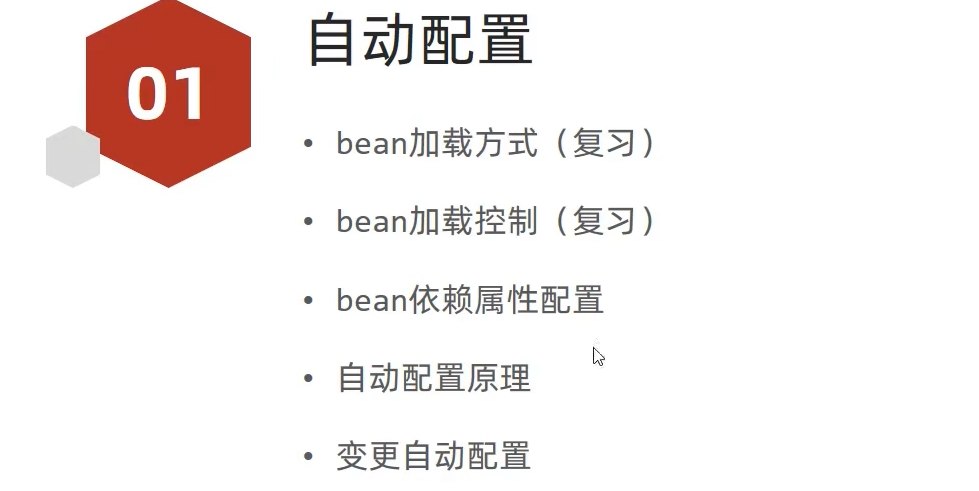 01
自动配置
• bean加载方式（复习）
• bean加载控制（复习）
• bean依赖属性配置
• 自动配置原理
• 变更自动配置